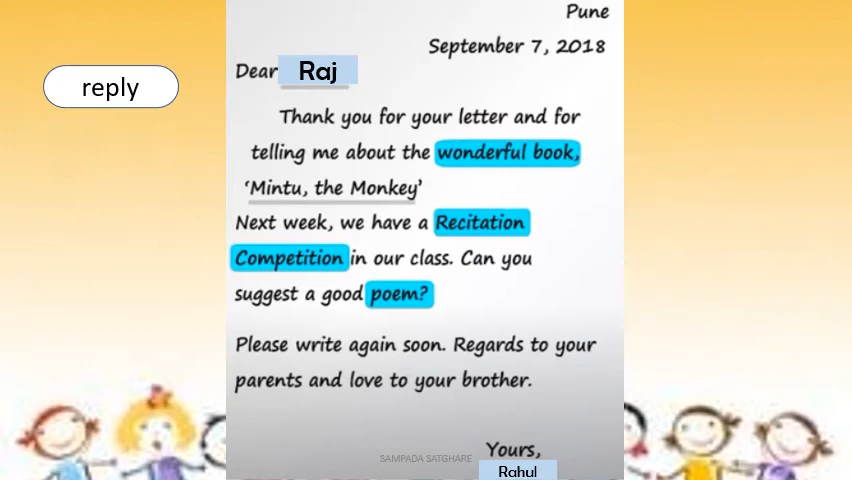 reply
Pune
September 7, 2018
Dear Raj
Thank you for your letter and for
telling me about the wonderful book,
‘Mintu, the Monkey’
Next week, we have a Recitation
Competition in our class. Can you
suggest a good poem?
Please write again soon. Regards to your
parents and love to your brother.
Yours,
SAMPADA SATGHARE
Rahul